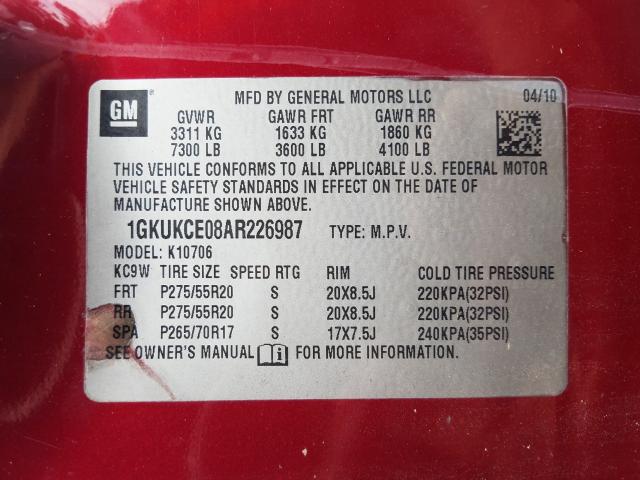 GM
MFD BY GENERAL MOTORS LLC 04/10
GVWR GAWR FRT GAWR RR
3311 KG 1633 KG 1860 KG
7300 LB 3600 LB 4100 LB
THIS VEHICLE CONFORMS TO ALL APPLICABLE U.S. FEDERAL MOTOR
VEHICLE SAFETY STANDARDS IN EFFECT ON THE DATE OF
MANUFACTURE SHOWN ABOVE.
1GKUKCE08AR226987 TYPE: M.P.V.
MODEL: K10706
KC9W TIRE SIZE SPEED RTG RIM COLD TIRE PRESSURE
FRT P275/55R20 S 20X8.5J 220KPA(32PSI)
RR P275/55R20 S 20X8.5J 220KPA(32PSI)
SPA P265/70R17 S 17X7.5J 240KPA(35PSI)
SEE OWNER'S MANUAL FOR MORE INFORMATION.